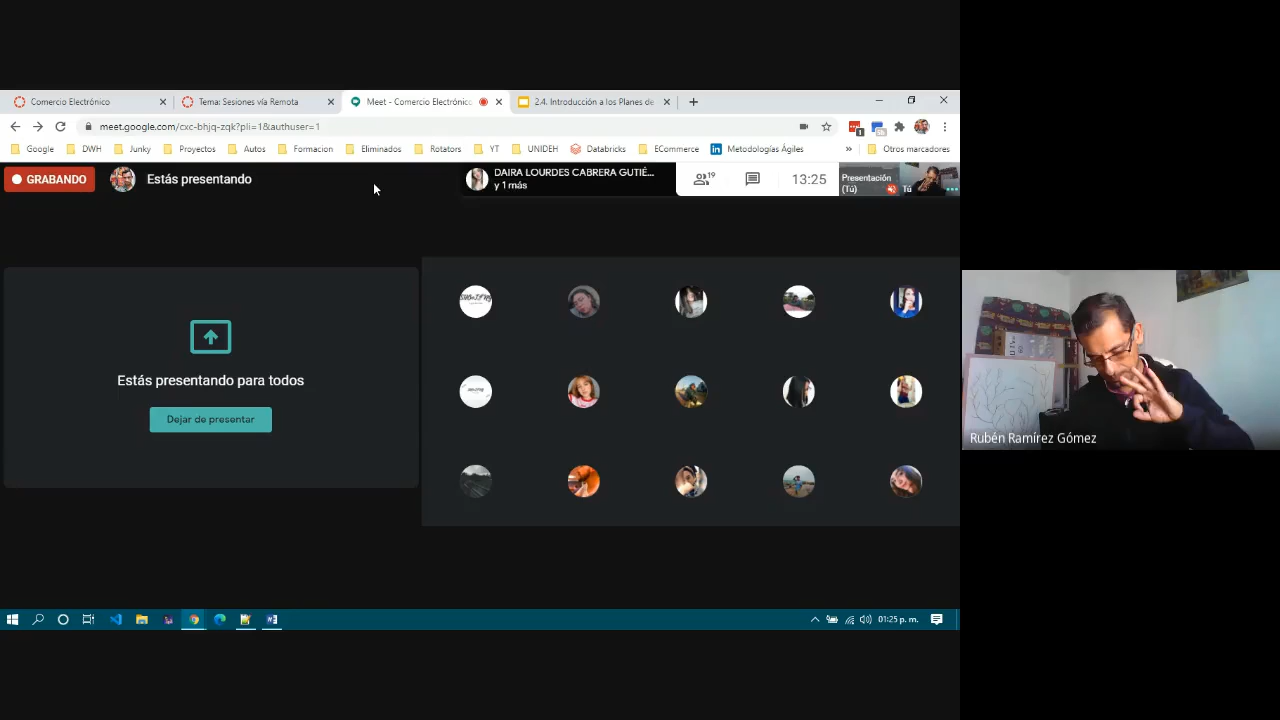 Comercio Electrónico
Tema: Sesiones vía Remota
Meet - Comercio Electrónico
2.4. Introducción a los Planes de
meet.google.com/cxc-bhjq-zqk?pli=1&authuser=1
Google
DWH
Junky
Proyectos
Autos
Formacion
Eliminados
Rotators
YT
UNIDEH
Databricks
ECommerce
Metodologías Ágiles
»
Otros marcadores
GRABANDO
Estás presentando
DAIRA LOURDES CABRERA GUTIÉ...
y 1 más
19
13:25
Presentación
(Tú)
Tú
Estás presentando para todos
Dejar de presentar
Rubén Ramírez Gómez
01:25 p. m.